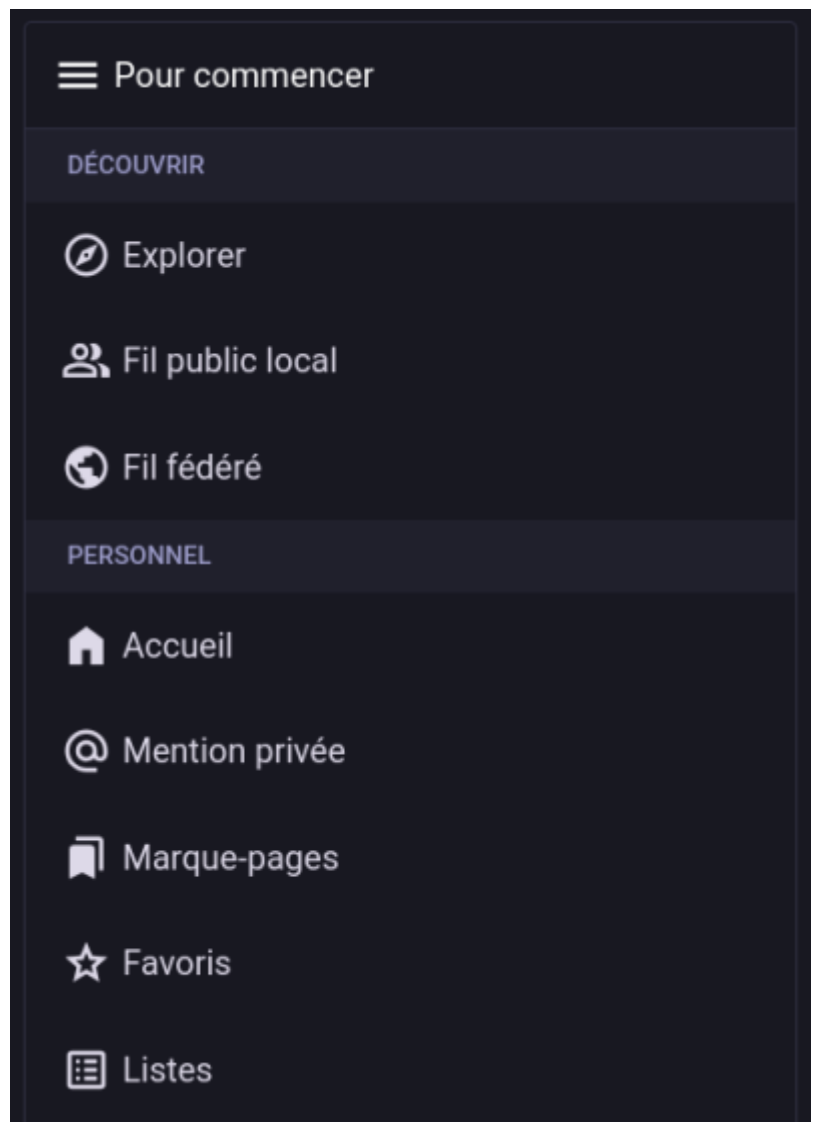 Pour commencer
DÉCOUVRIR
Explorer
Fil public local
Fil fédéré
PERSONNEL
Accueil
Mention privée
Marque-pages
Favoris
Listes